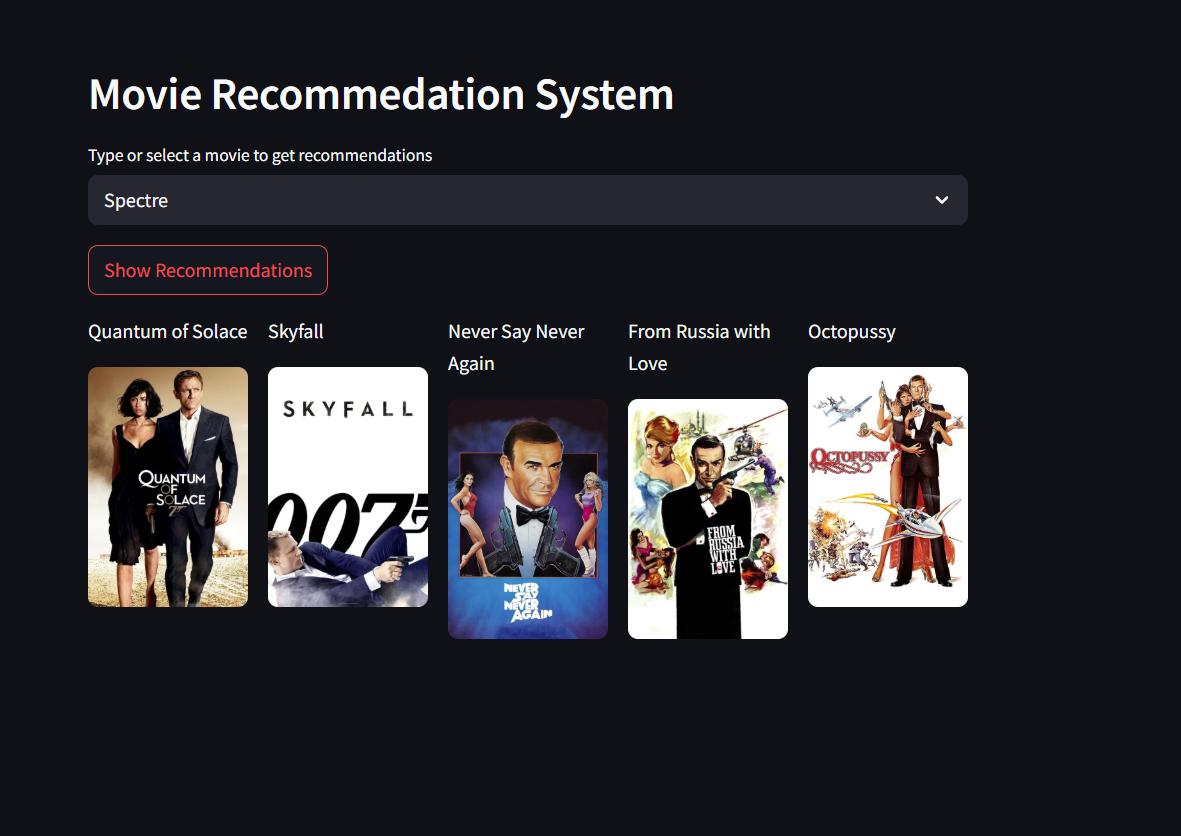 Movie Recommedation System
Type or select a movie to get recommendations
Spectre
Show Recommendations
Quantum of Solace
Skyfall
Never Say Never
Again
From Russia with
Love
Octopussy
QUANTUM
OF
SOLACE
007
SKYFALL
007
NEVER
SAY
NEVER
AGAIN
FROM
RUSSIA
WITH
LOVE
OCTOPUSSY